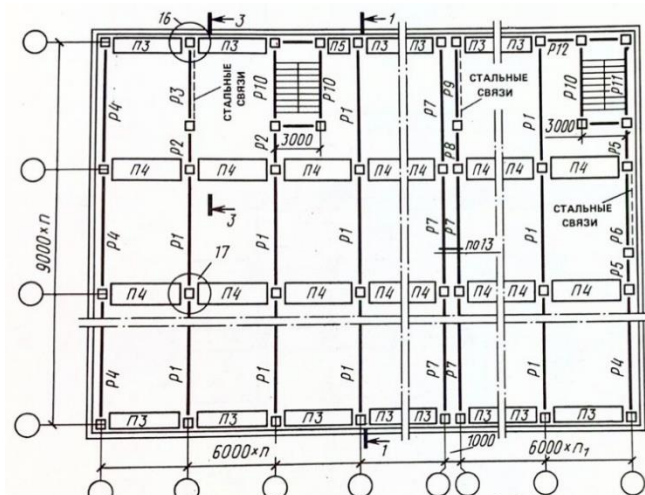 16 3 1
П3 П3 П5 П3 П3 П3 П3 Р12
Р4 Р3 СТАЛЬНЫЕ СВЯЗИ Р10 Р10 Р1 Р7 Р9 СТАЛЬНЫЕ СВЯЗИ Р1 Р10 Р11
Р2 Р2 3000 Р8 3000 Р5
П4 П4 П4 П4 П4 П4 П4 П4
3 СТАЛЬНЫЕ СВЯЗИ
9000×п
Р4 Р1 Р1 Р1 Р7 Р7 Р1 Р6
17 по 13 Р5
П4 П4 П4 П4 П4 П4 П4 П4
Р4 Р1 Р1 Р1 Р7 Р7 Р1 Р4
П3 П3 П3 П3 П3 П3 П3 П3
6000×п 1 1000 6000×п₁